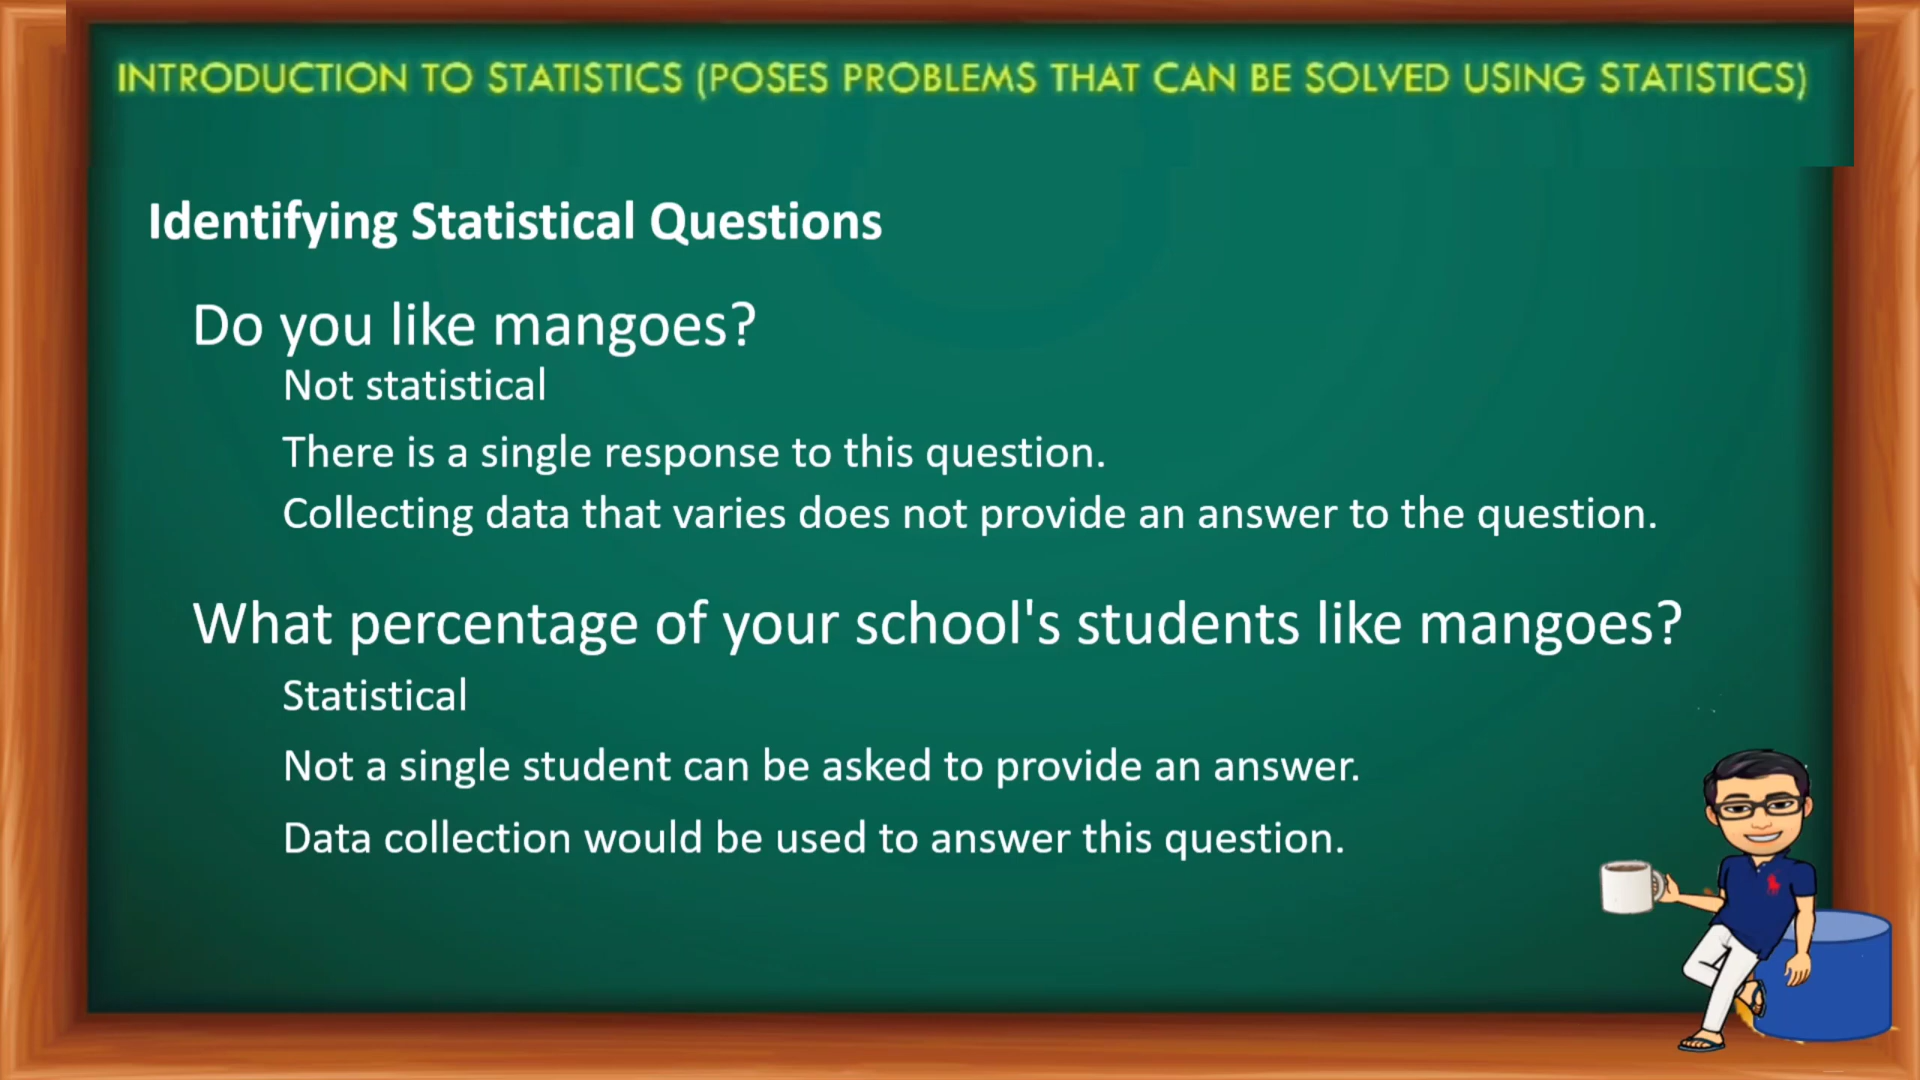 INTRODUCTION TO STATISTICS (POSES PROBLEMS THAT CAN BE SOLVED USING STATISTICS)
Identifying Statistical Questions
Do you like mangoes?
Not statistical
There is a single response to this question.
Collecting data that varies does not provide an answer to the question.
What percentage of your school's students like mangoes?
Statistical
Not a single student can be asked to provide an answer.
Data collection would be used to answer this question.